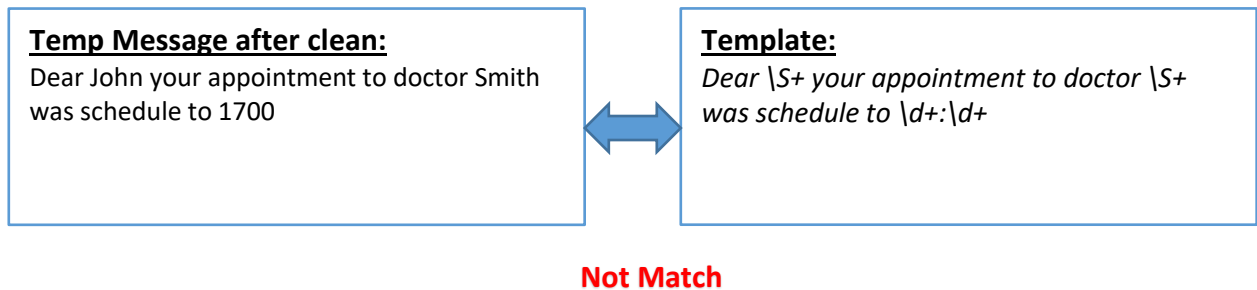 Temp Message after clean:
Dear John your appointment to doctor Smith
was schedule to 1700
Template:
Dear \S+ your appointment to doctor \S+
was schedule to \d+:\d+
Not Match